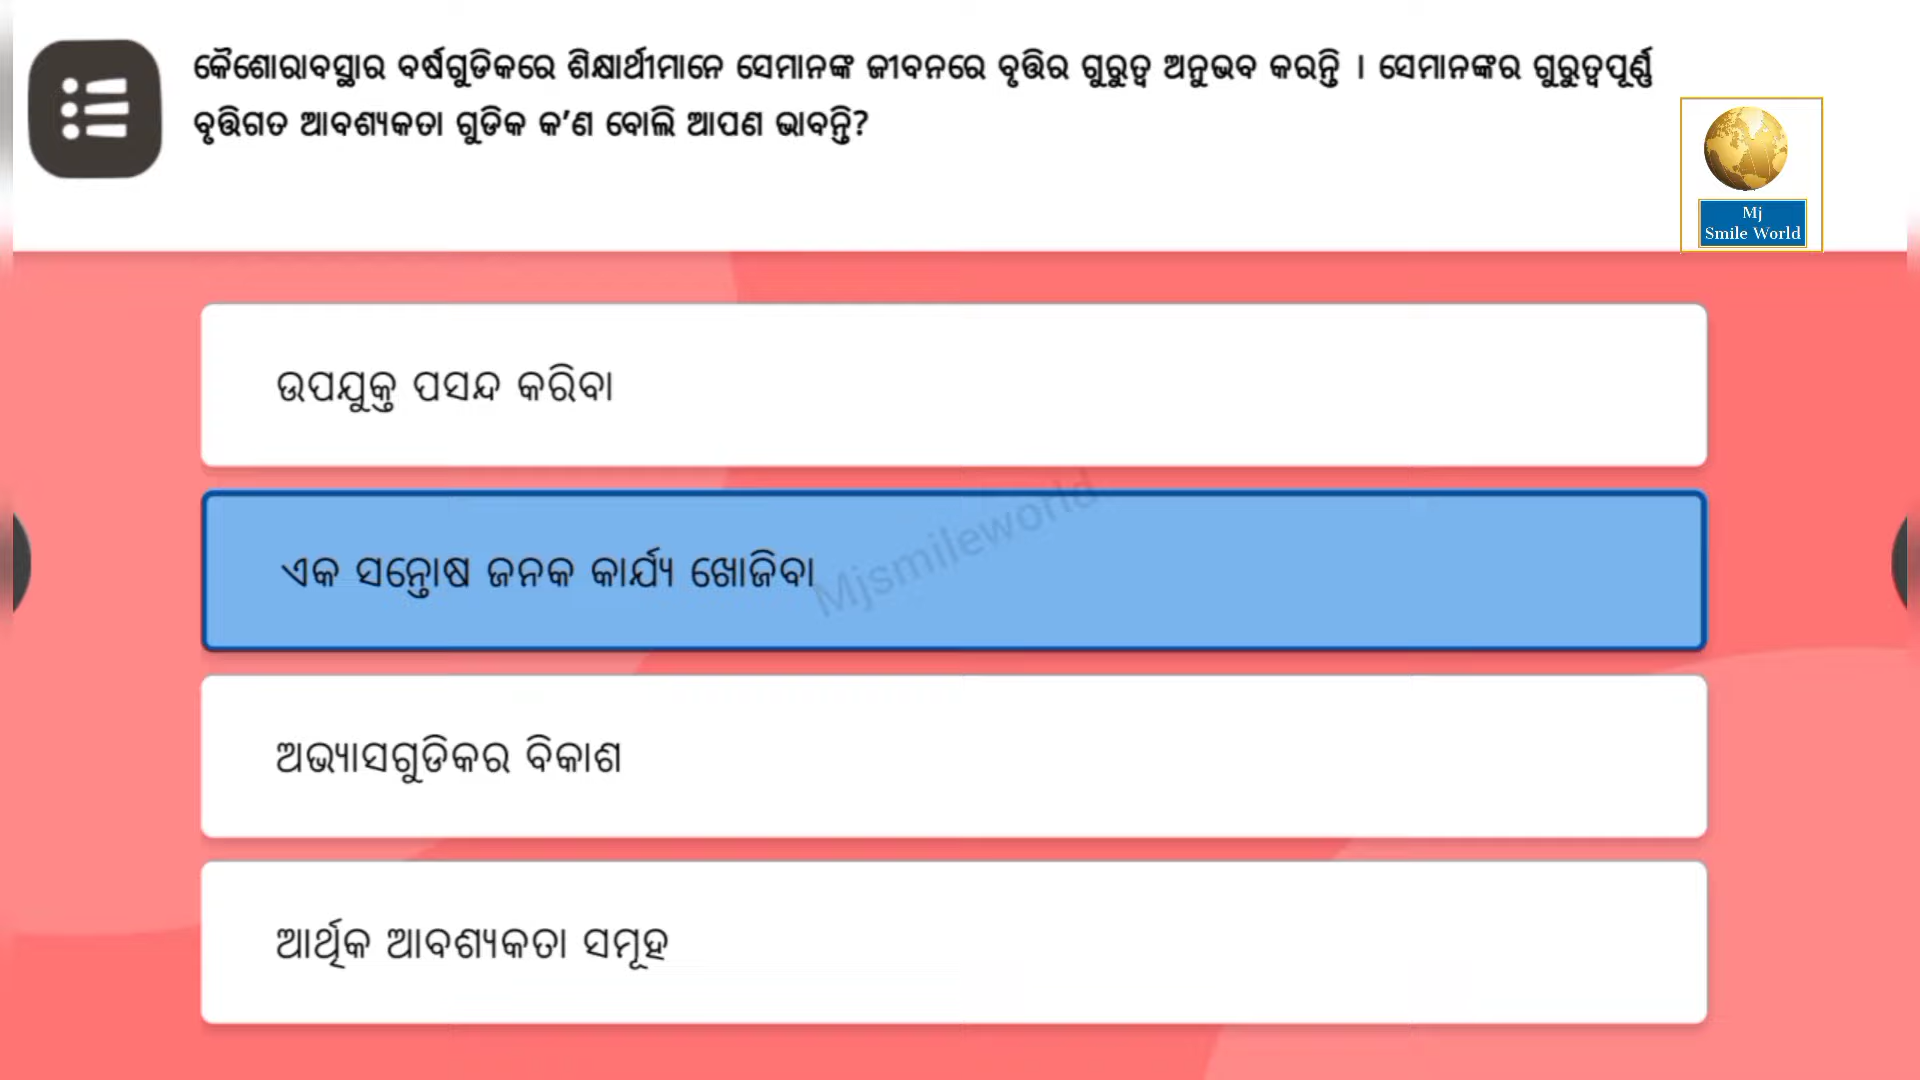 କୈଶୋରାବସ୍ଥାର ବର୍ଷଗୁଡିକରେ ଶିକ୍ଷାର୍ଥୀମାନେ ସେମାନଙ୍କ ଜୀବନରେ ବୃତ୍ତିର ଗୁରୁତ୍ୱ ଅନୁଭବ କରନ୍ତି । ସେମାନଙ୍କର ଗୁରୁତ୍ୱପୂର୍ଣ୍ଣ
ବୃତ୍ତିଗତ ଆବଶ୍ୟକତା ଗୁଡିକ କ’ଣ ବୋଲି ଆପଣ ଭାବନ୍ତି?
Mj
Smile World
ଉପଯୁକ୍ତ ପସନ୍ଦ କରିବା
ଏକ ସନ୍ତୋଷ ଜନକ କାର୍ଯ୍ୟ ଖୋଜିବା
Mjsmileworld
ଅଭ୍ୟାସଗୁଡିକର ବିକାଶ
ଆର୍ଥିକ ଆବଶ୍ୟକତା ସମୂହ